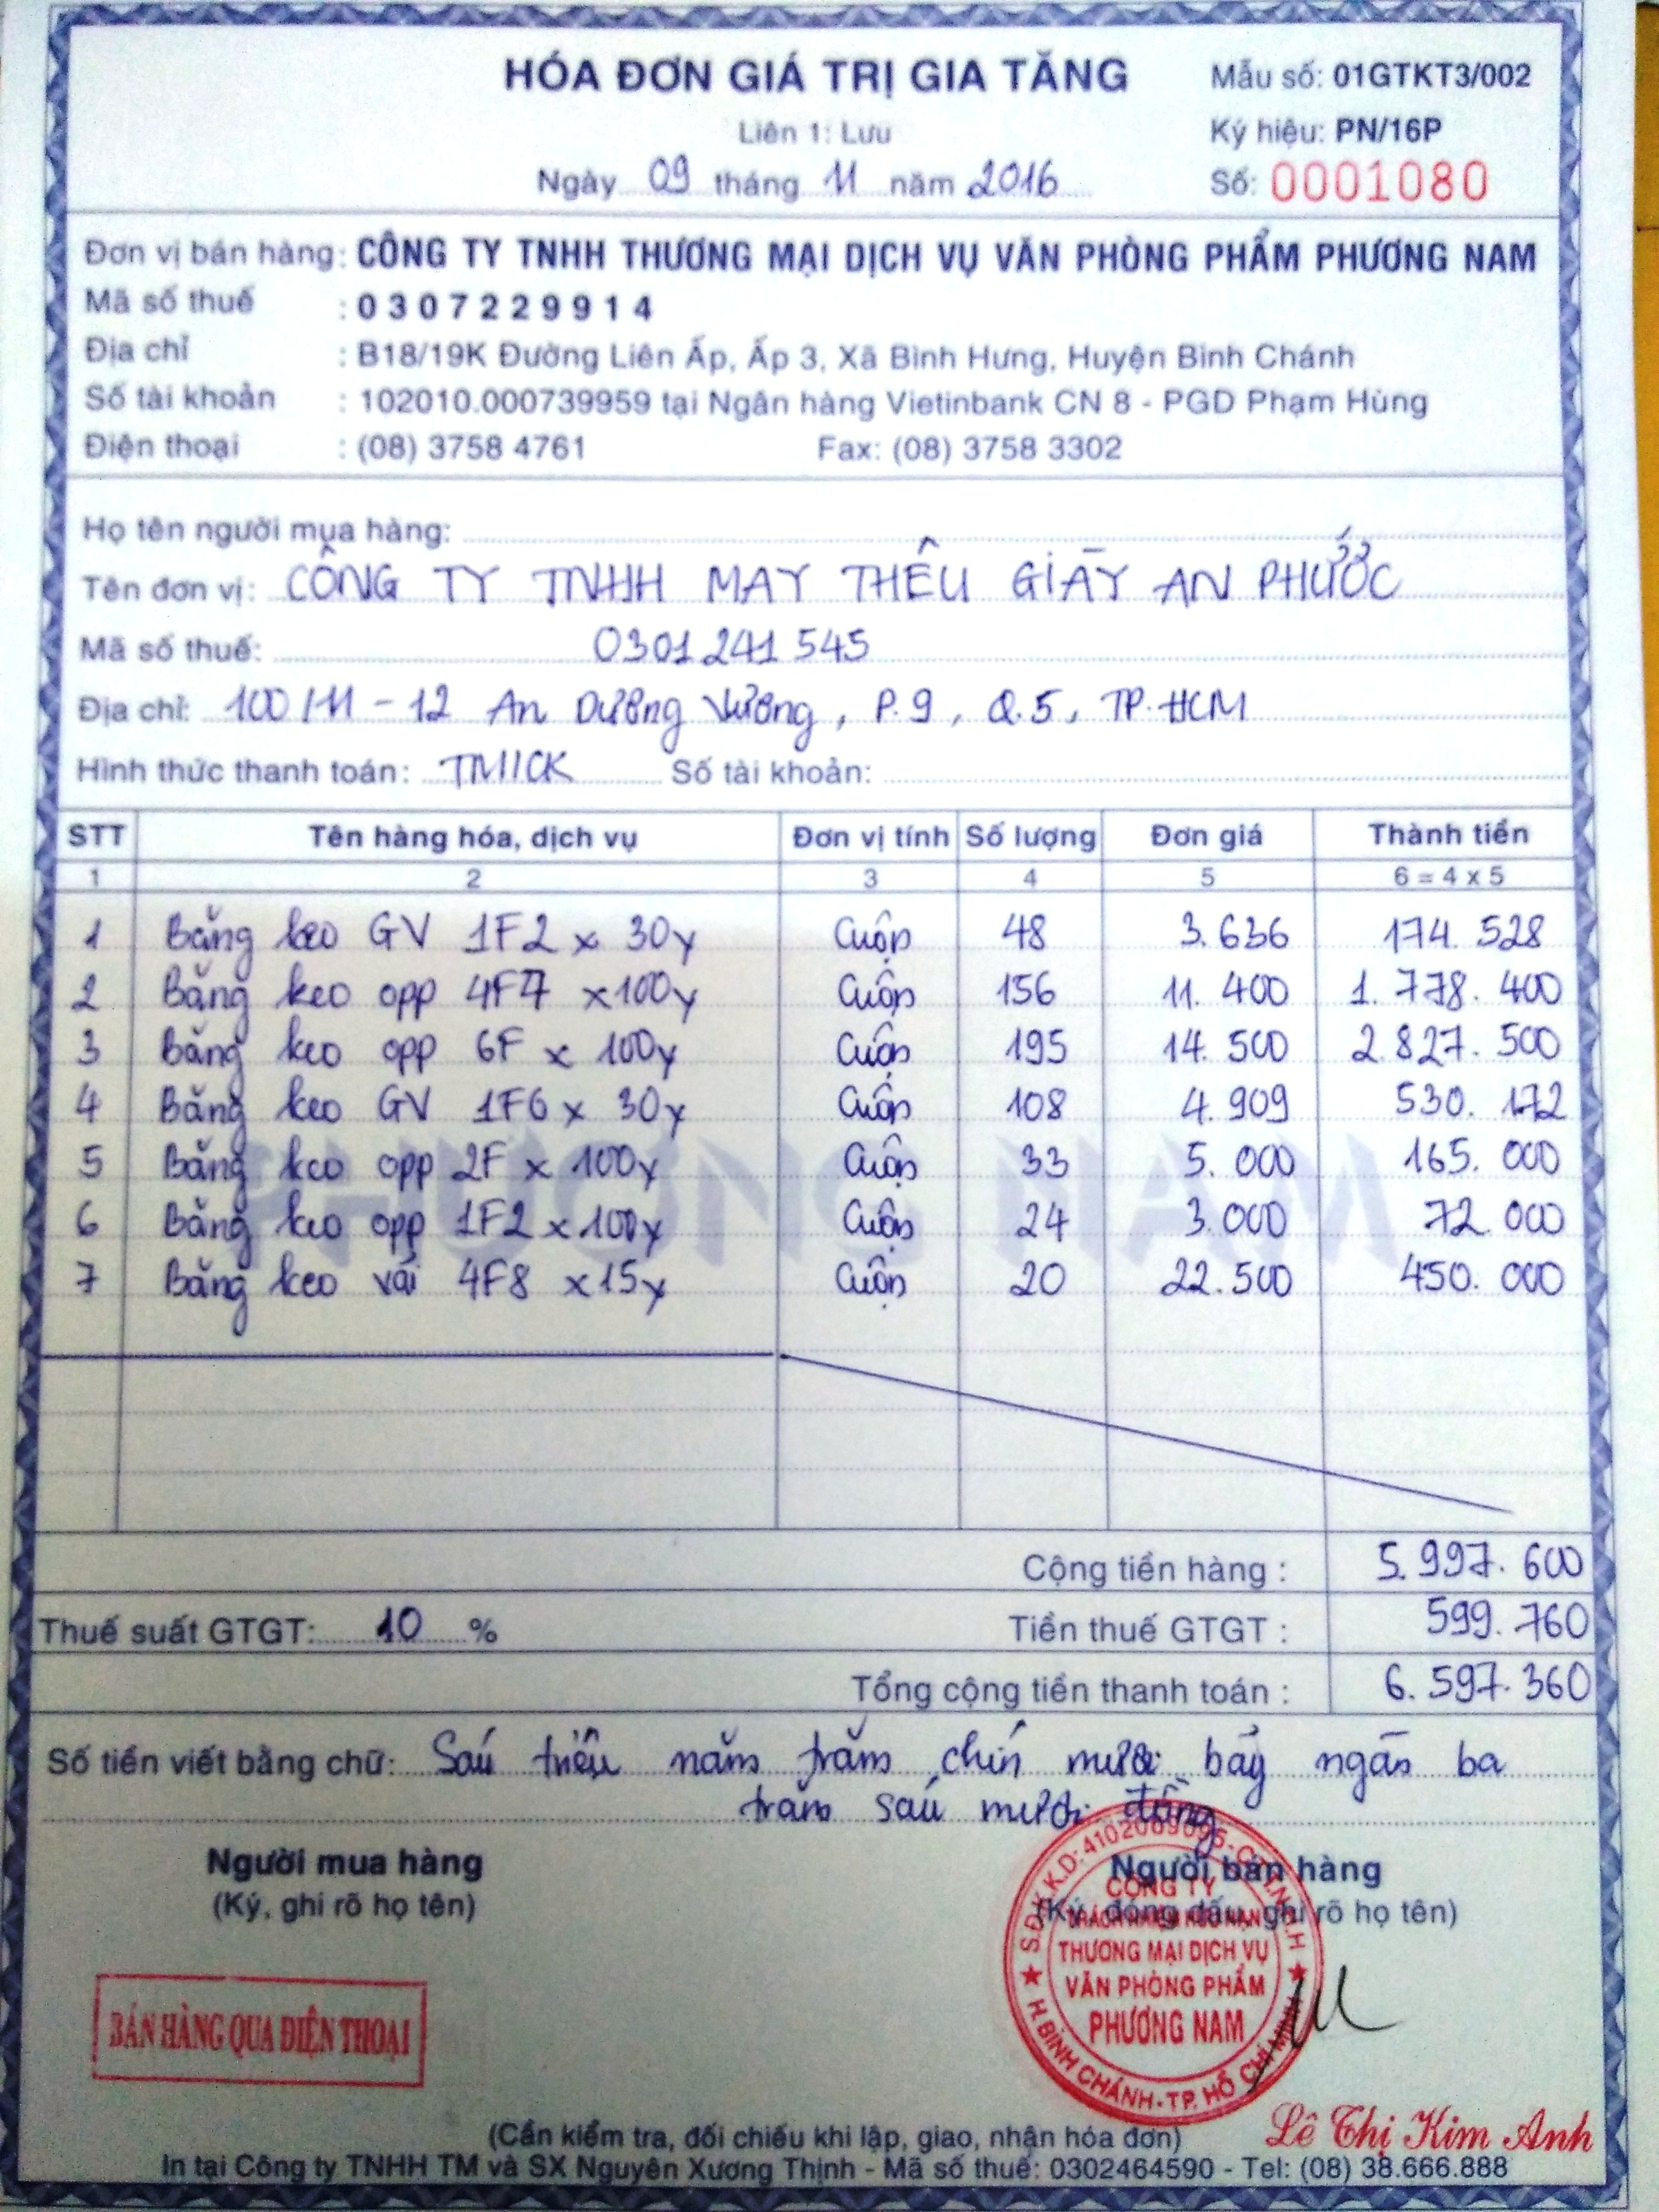 HÓA ĐƠN GIÁ TRỊ GIA TĂNG
Mẫu số: 01GTKT3/002
Liên 1: Lưu
Ký hiệu: PN/16P
Ngày 09 tháng 11 năm 2016
Số: 0001080
Đơn vị bán hàng: CÔNG TY TNHH THƯƠNG MẠI DỊCH VỤ VĂN PHÒNG PHẨM PHƯƠNG NAM
Mã số thuế : 0307229914
Địa chỉ : B18/19K Đường Liên Ấp, Ấp 3, Xã Bình Hưng, Huyện Bình Chánh
Số tài khoản : 102010.000739959 tại Ngân hàng Vietinbank CN 8 - PGD Phạm Hùng
Điện thoại : (08) 3758 4761 Fax: (08) 3758 3302
Họ tên người mua hàng:
Tên đơn vị: CÔNG TY TNHH MAY THÊU GIÀY AN PHƯỚC
Mã số thuế: 0301241545
Địa chỉ: 100/11-12 An Dương Vương, P.9, Q.5, TP.HCM
Hình thức thanh toán: TM/CK Số tài khoản:
STT Tên hàng hóa, dịch vụ Đơn vị tính Số lượng Đơn giá Thành tiền
1 2 3 4 5 6 = 4 x 5
1 Băng keo GV 1F2 x 30y Cuộn 48 3.636 174.528
2 Băng keo opp 4F7 x100y Cuộn 156 11.400 1.778.400
3 Băng keo opp 6F x 100y Cuộn 195 14.500 2.827.500
4 Băng keo GV 1F6 x 30y Cuộn 108 4.909 530.172
5 Băng keo opp 2F x 100y Cuộn 33 5.000 165.000
6 Băng keo opp 1F2 x 100y Cuộn 24 3.000 72.000
7 Băng keo vải 4F8 x15y Cuộn 20 22.500 450.000
PHƯƠNG NAM
Cộng tiền hàng : 5.997.600
Thuế suất GTGT: 10 % Tiền thuế GTGT : 599.760
Tổng cộng tiền thanh toán : 6.597.360
Số tiền viết bằng chữ: Sáu triệu năm trăm chín mươi bảy ngàn ba
trăm sáu mươi đồng
Người mua hàng
(Ký, ghi rõ họ tên)
Người bán hàng
(Ký, đóng dấu, ghi rõ họ tên)
CÔNG TY
TRÁCH NHIỆM HỮU HẠN
THƯƠNG MẠI DỊCH VỤ
VĂN PHÒNG PHẨM
PHƯƠNG NAM
H. BÌNH CHÁNH - TP. HỒ CHÍ MINH
BÁN HÀNG QUA ĐIỆN THOẠI
Lê Thị Kim Anh
(Cần kiểm tra, đối chiếu khi lập, giao, nhận hóa đơn)
In tại Công ty TNHH TM và SX Nguyên Xương Thịnh - Mã số thuế: 0302464590 - Tel: (08) 38.666.888